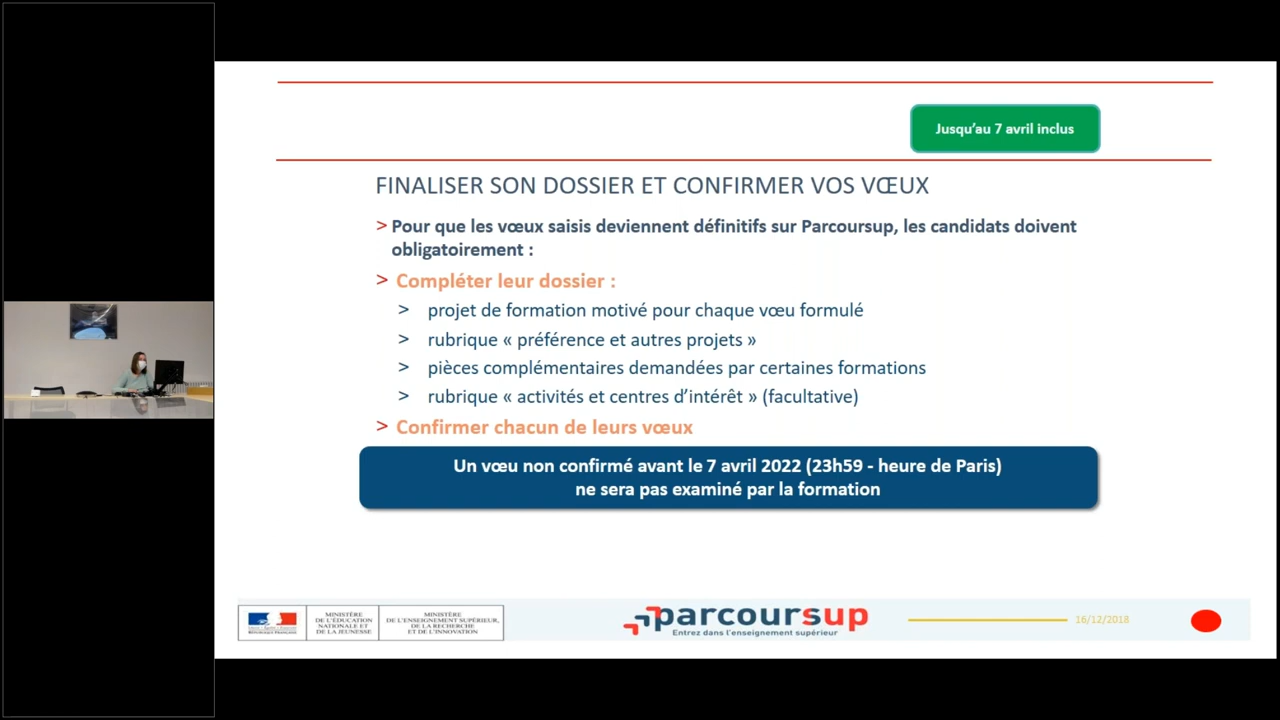 Jusqu'au 7 avril inclus
FINALISER SON DOSSIER ET CONFIRMER VOS VŒUX
> Pour que les vœux saisis deviennent définitifs sur Parcoursup, les candidats doivent
obligatoirement :
> Compléter leur dossier :
> projet de formation motivé pour chaque vœu formulé
> rubrique « préférence et autres projets »
> pièces complémentaires demandées par certaines formations
> rubrique « activités et centres d'intérêt » (facultative)
> Confirmer chacun de leurs vœux
Un vœu non confirmé avant le 7 avril 2022 (23h59 - heure de Paris)
ne sera pas examiné par la formation
RÉPUBLIQUE FRANÇAISE
MINISTÈRE
DE L'ÉDUCATION
NATIONALE ET
DE LA JEUNESSE
MINISTÈRE
DE L'ENSEIGNEMENT SUPÉRIEUR,
DE LA RECHERCHE
ET DE L'INNOVATION
parcoursup
Entrez dans l'enseignement supérieur
16/12/2018